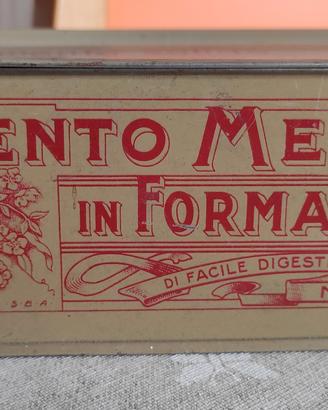 ENTO ME
IN FORMA
DI FACILE DIGEST
S.B.A.